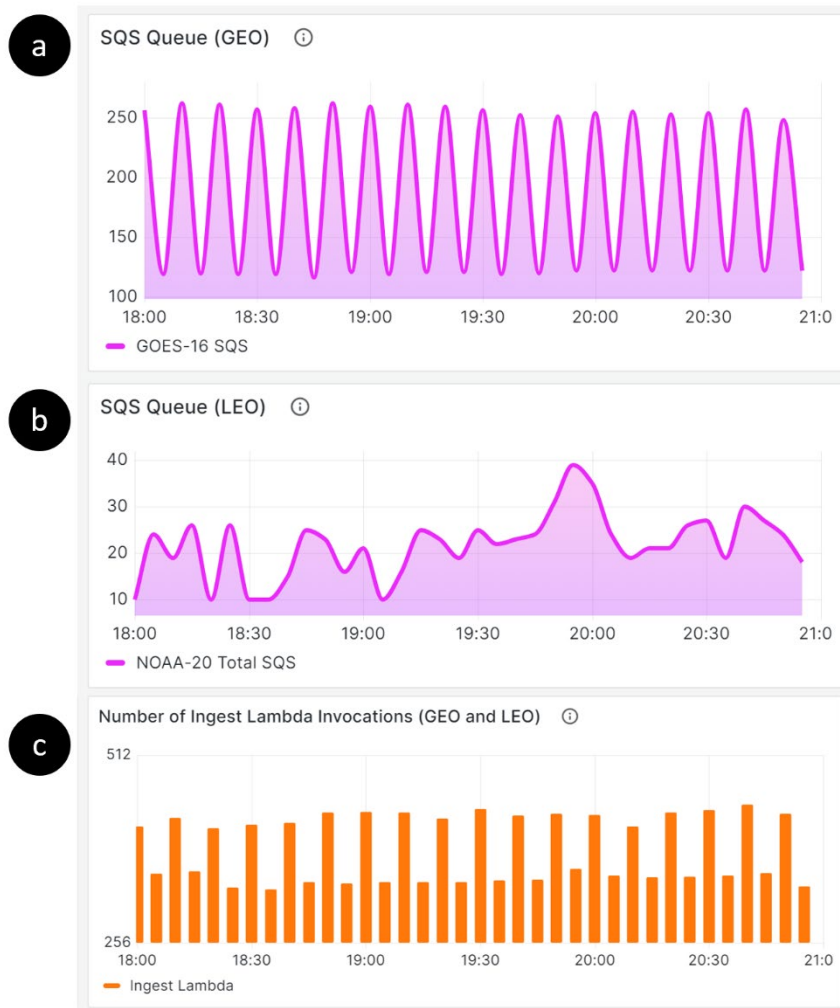 a
SQS Queue (GEO)
250
200
150
100
18:00 18:30 19:00 19:30 20:00 20:30 21:0
GOES-16 SQS
b
SQS Queue (LEO)
40
30
20
10
18:00 18:30 19:00 19:30 20:00 20:30 21:0
NOAA-20 Total SQS
c
Number of Ingest Lambda Invocations (GEO and LEO)
512
256
18:00 18:30 19:00 19:30 20:00 20:30 21:0
Ingest Lambda